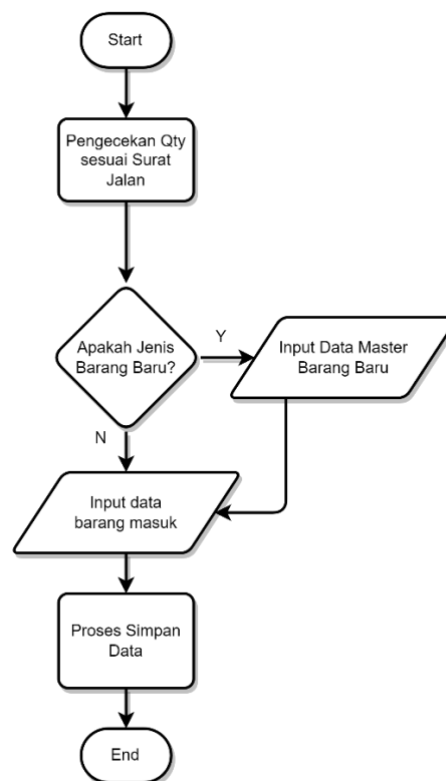 Start
Pengecekan Qty
sesuai Surat
Jalan
Apakah Jenis
Barang Baru?
Y
Input Data Master
Barang Baru
N
Input data
barang masuk
Proses Simpan
Data
End